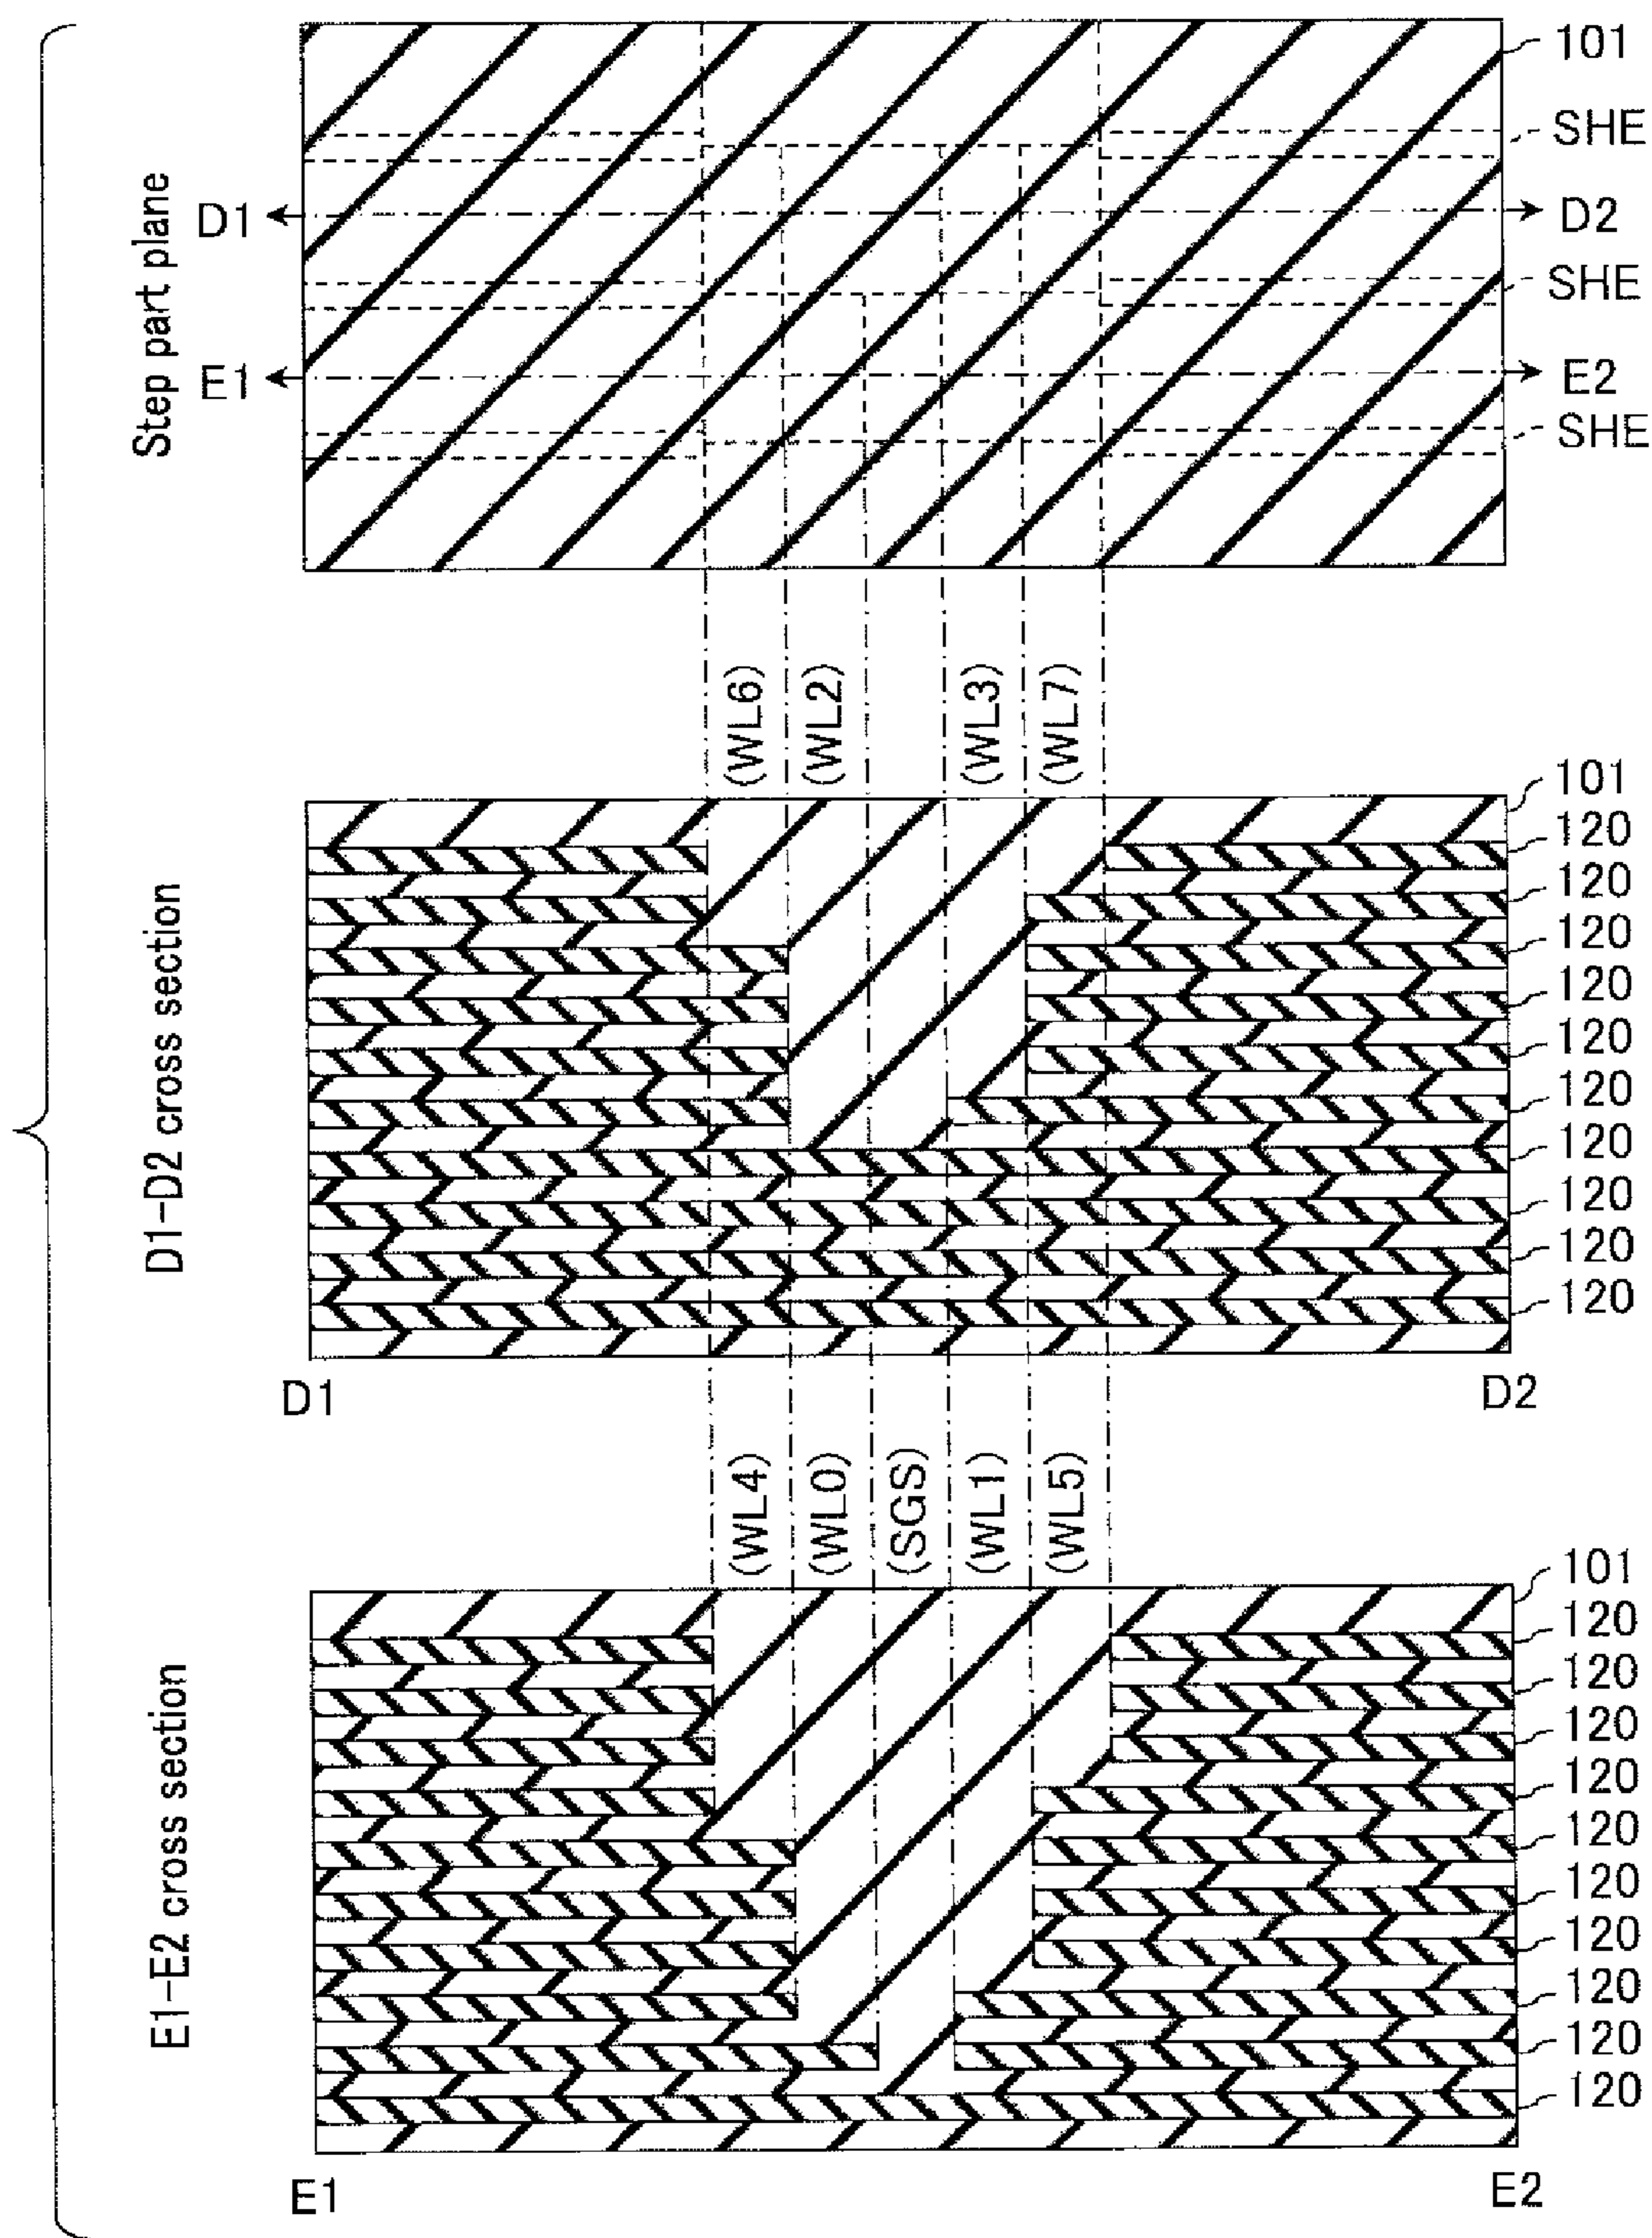 Step part plane
101
SHE
D1
D2
SHE
E1
E2
SHE
(WL6)
(WL2)
(WL3)
(WL7)
D1-D2 cross section
101
120
120
120
120
120
120
120
120
120
120
D1
D2
(WL4)
(WL0)
(SGS)
(WL1)
(WL5)
E1-E2 cross section
101
120
120
120
120
120
120
120
120
120
120
E1
E2